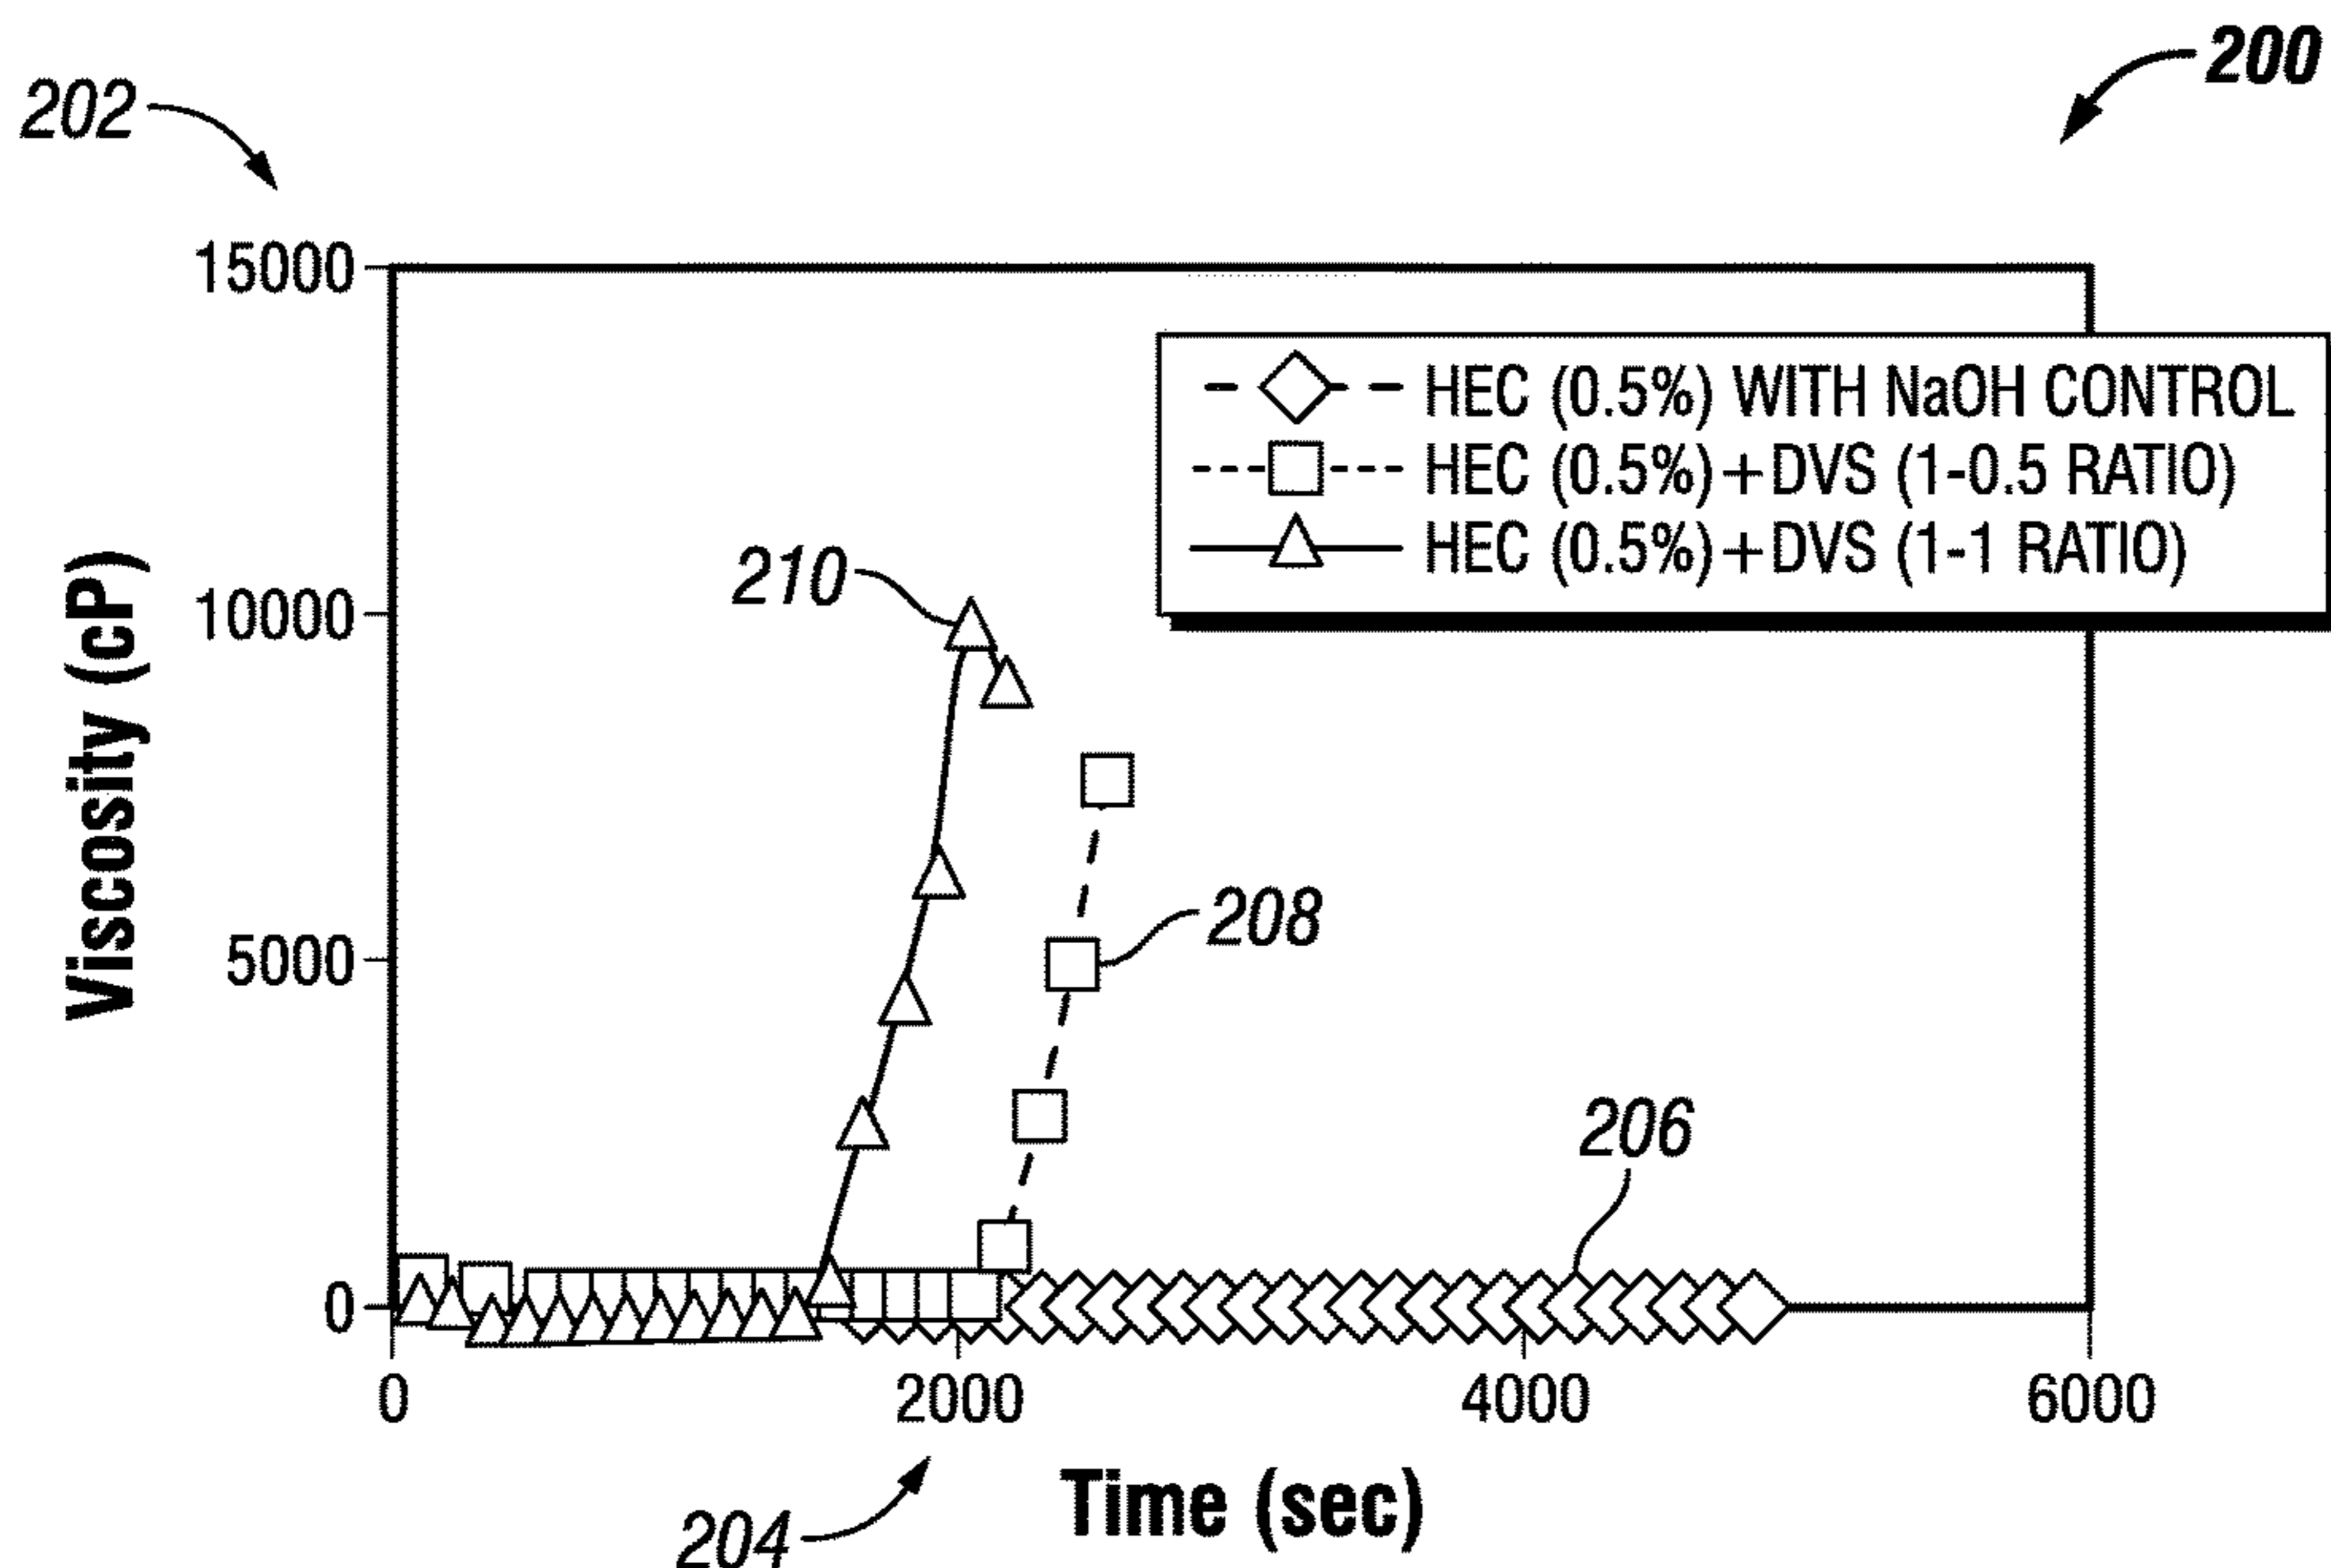 200
202
15000
HEC (0.5%) WITH NaOH CONTROL
HEC (0.5%)+DVS (1-0.5 RATIO)
HEC (0.5%)+DVS (1-1 RATIO)
210
10000
Viscosity (cP)
208
5000
206
0
0
2000
4000
6000
Time (sec)
204